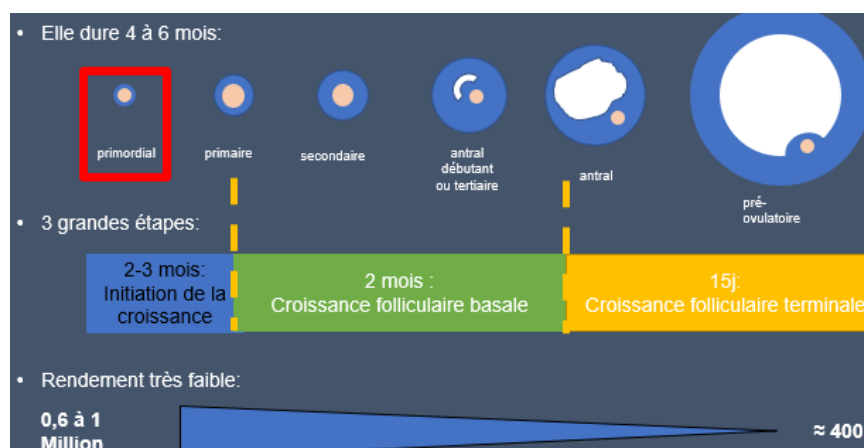 • Elle dure 4 à 6 mois:
primordial
primaire
secondaire
antral
débutant
ou tertiaire
antral
pré-
ovulatoire
• 3 grandes étapes:
2-3 mois:
Initiation de la
croissance
2 mois :
Croissance folliculaire basale
15j:
Croissance folliculaire terminale
• Rendement très faible:
0,6 à 1
Million
≈ 400